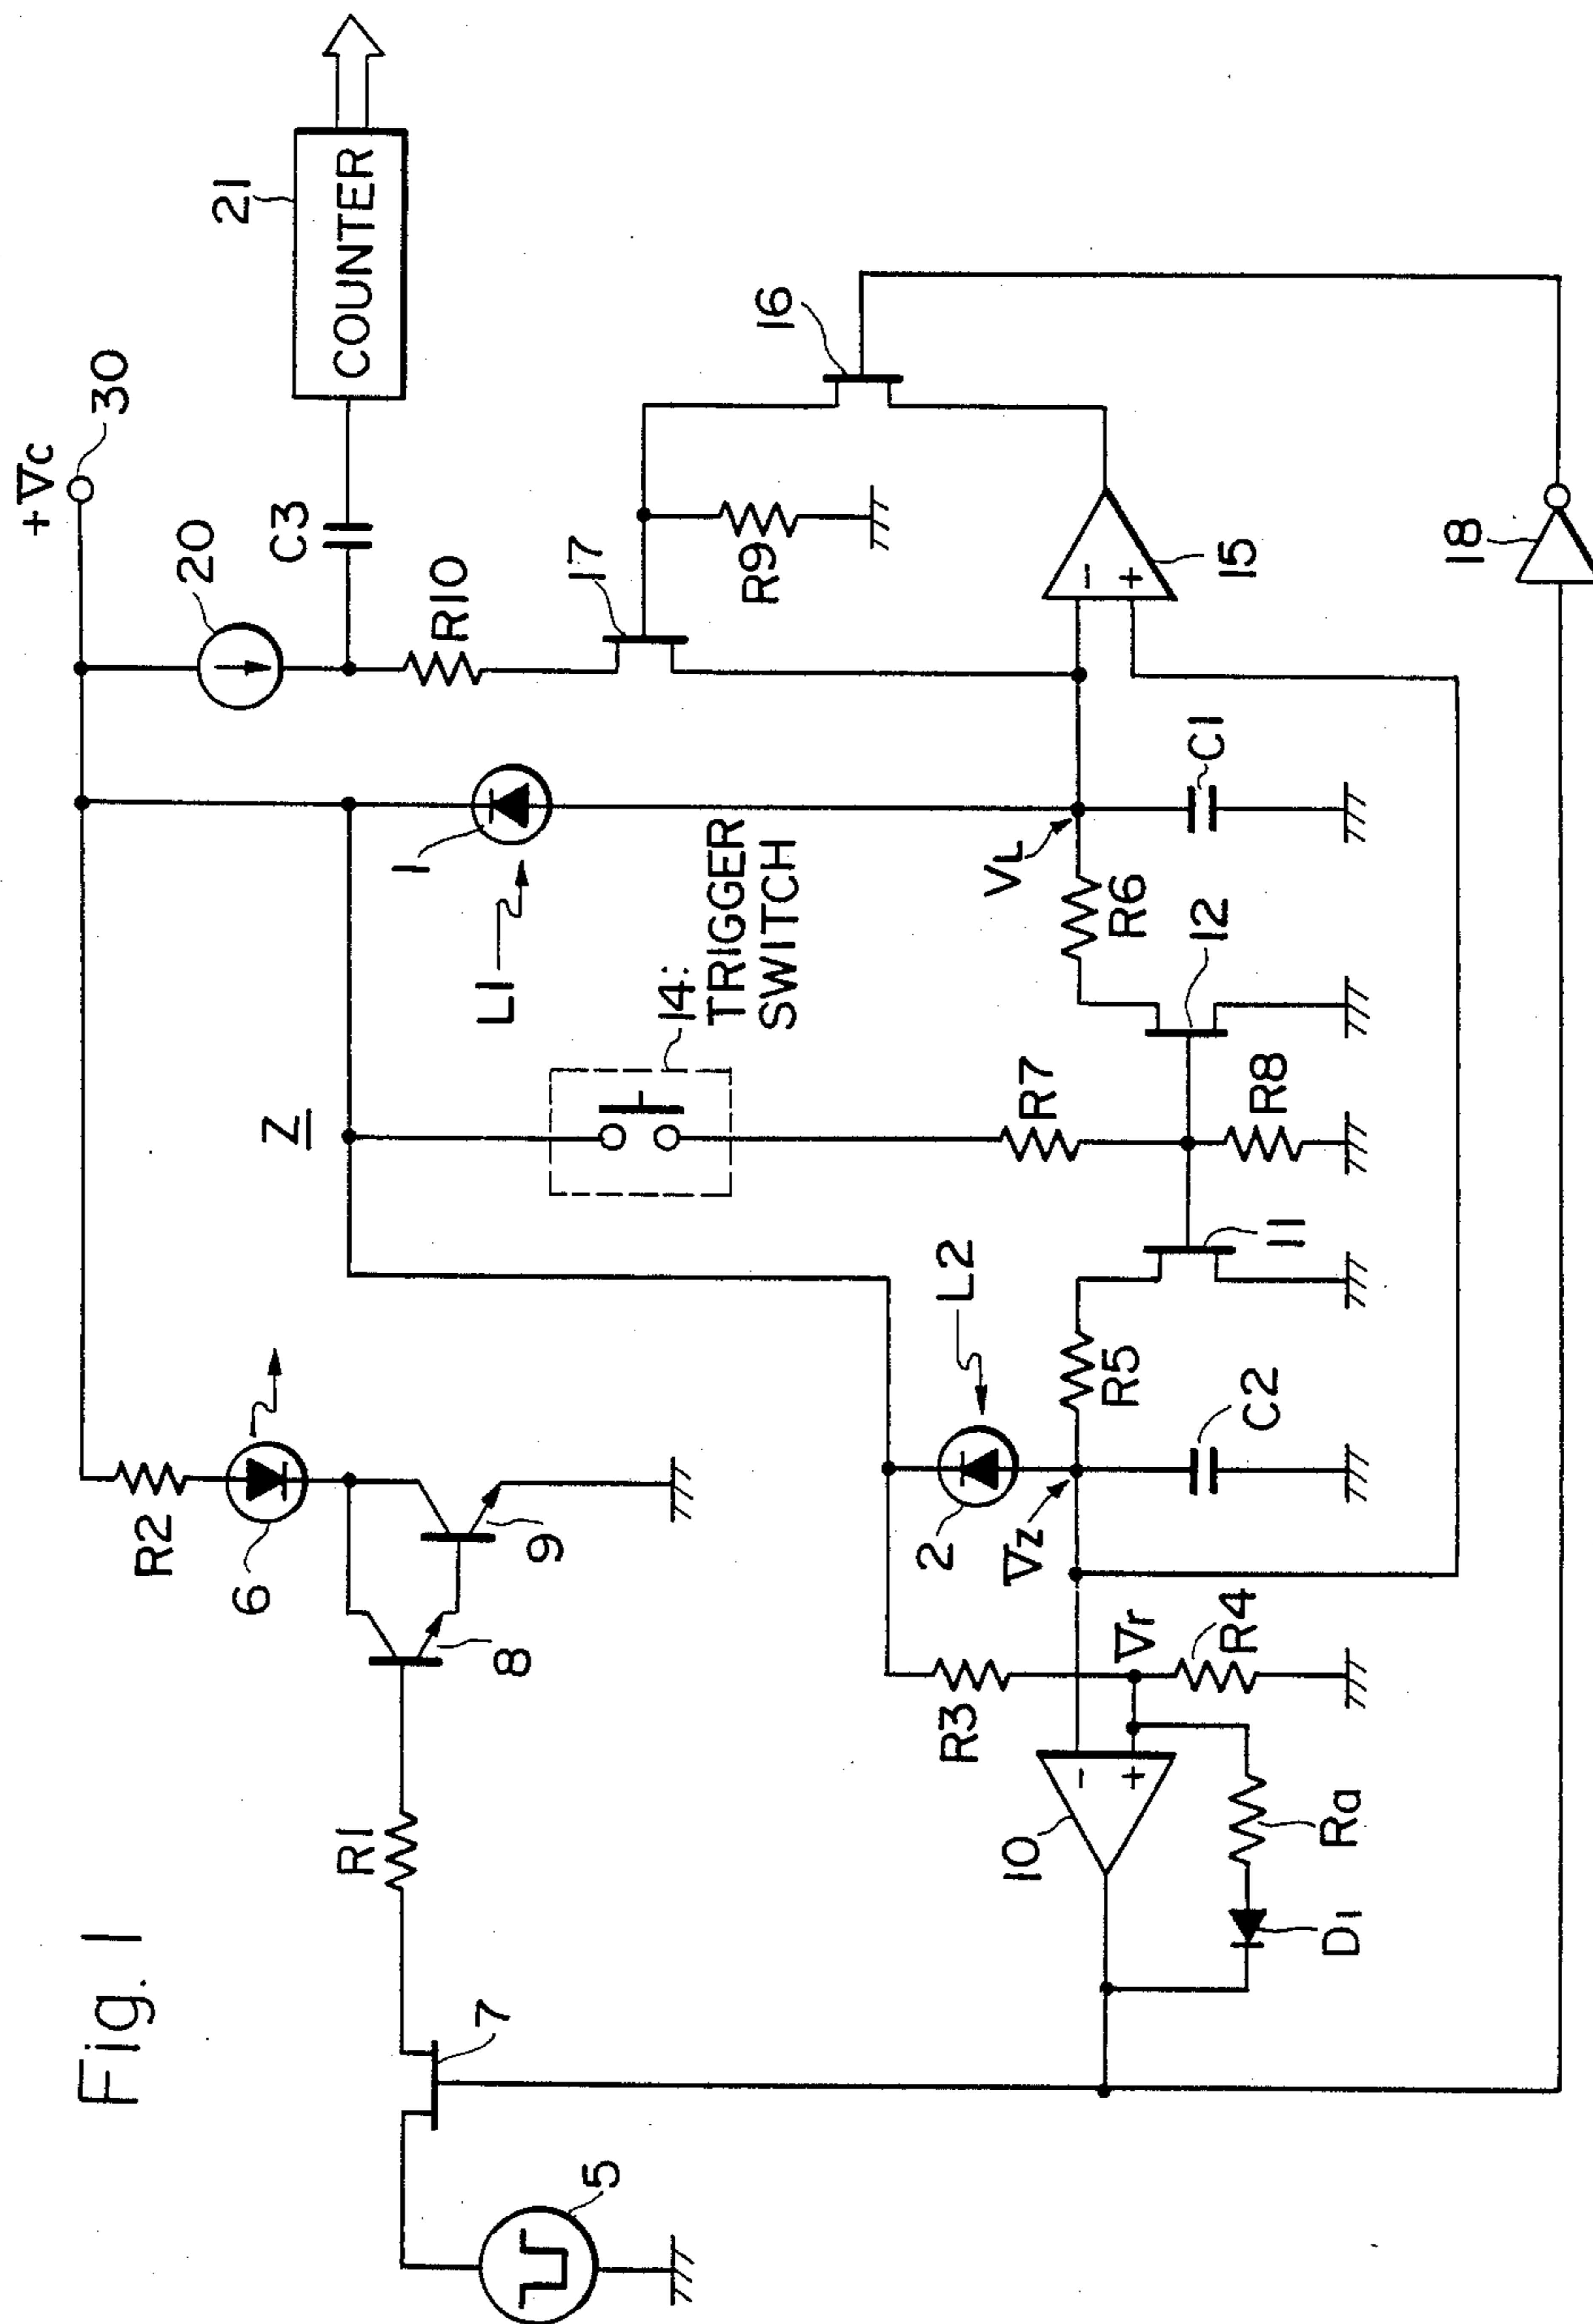 Fig. 1
+Vc
30
20
C3
21
COUNTER
R10
17
16
R9
15
18
1
L1
14:
TRIGGER
SWITCH
Z
VL
R6
C1
12
R7
R8
11
L2
2
R5
C2
Vz
R2
6
9
8
R1
R3
Vr
R4
10
-
+
-
+
Ra
D1
7
5